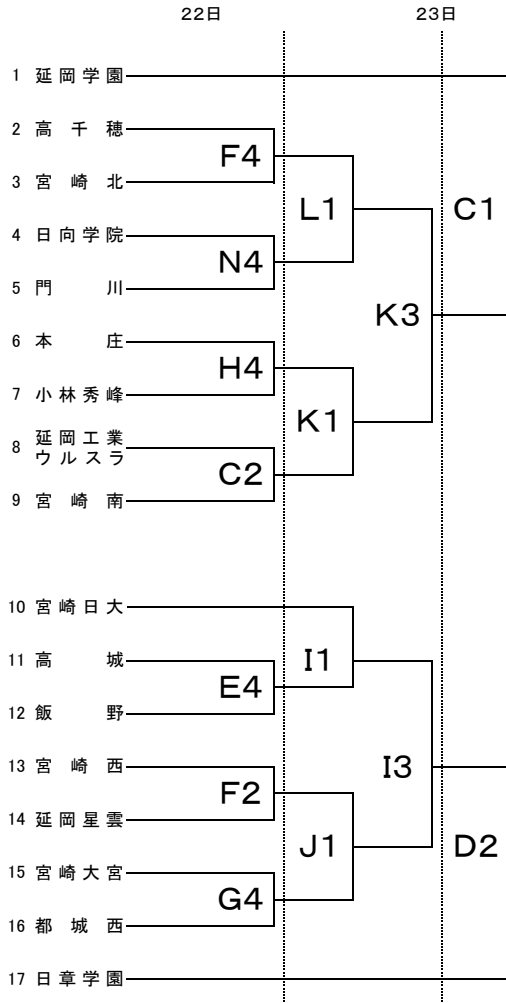 22日 23日
1 延岡学園
2 高千穂
F4
3 宮崎北
L1 C1
4 日向学院
N4
5 門川
K3
6 本庄
H4
7 小林秀峰
K1
8 延岡工業
ウルスラ
C2
9 宮崎南
10 宮崎日大
I1
11 高城
E4
12 飯野
13 宮崎西
I3
F2
14 延岡星雲
J1 D2
15 宮崎大宮
G4
16 都城西
17 日章学園